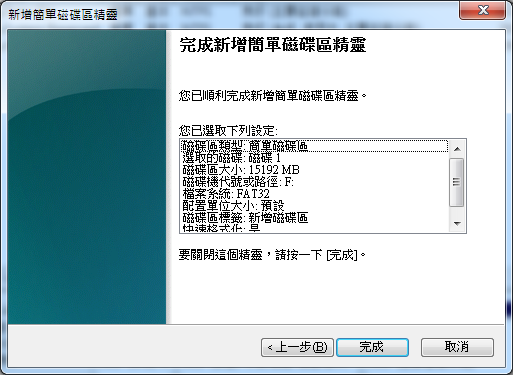 新增簡單磁碟區精靈
完成新增簡單磁碟區精靈
您已順利完成新增簡單磁碟區精靈。
您已選取下列設定:
磁碟區類型: 簡單磁碟區
選取的磁碟: 磁碟 1
磁碟區大小: 15192 MB
磁碟機代號或路徑: F:
檔案系統: FAT32
配置單位大小: 預設
磁碟區標籤: 新增磁碟區
快速格式化: 是
要關閉這個精靈，請按一下 [完成]。
< 上一步(B)
完成
取消